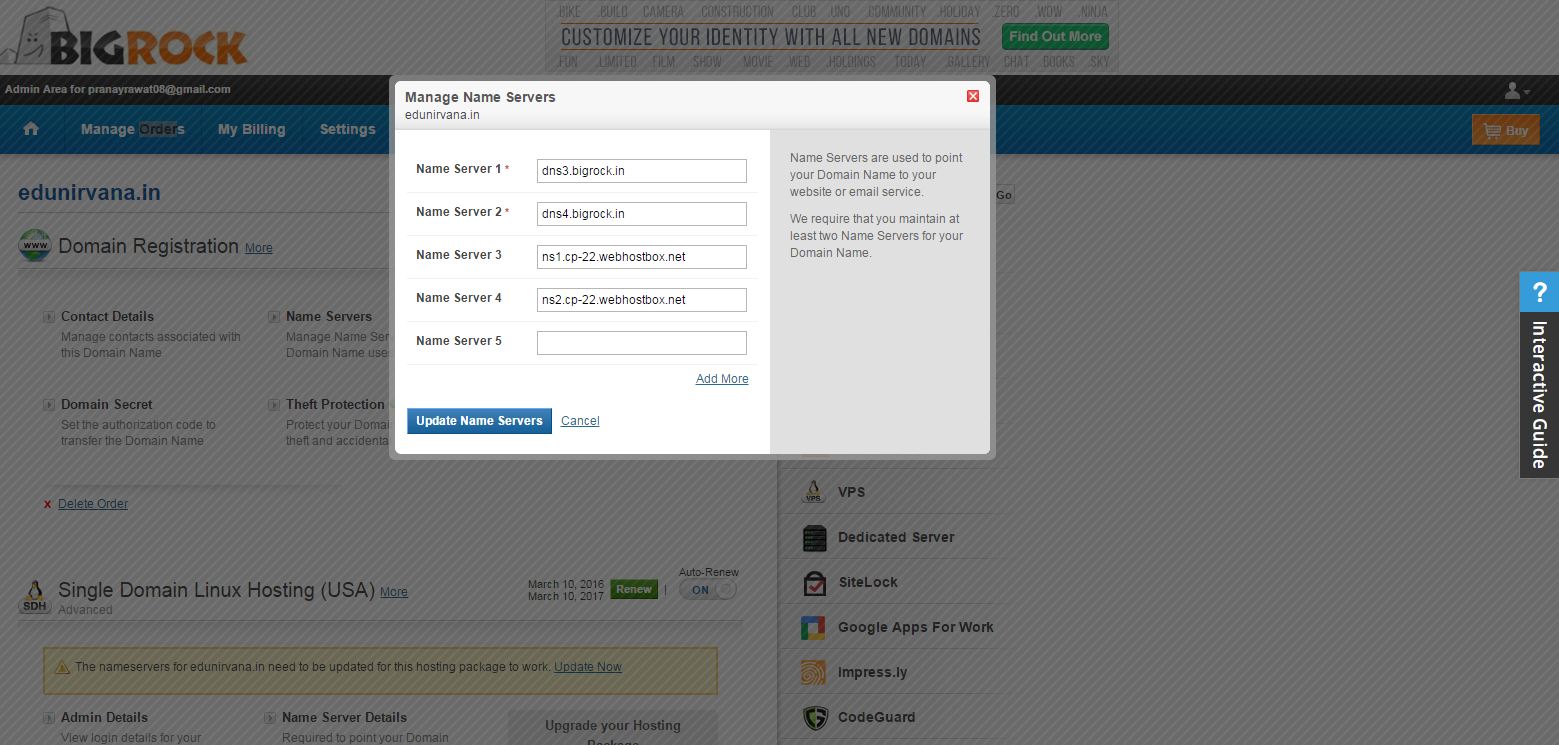 .BIKE .BUILD CAMERA .CONSTRUCTION .CLUB .UNO .COMMUNITY .HOLIDAY .ZERO .WOW .NINJA
CUSTOMIZE YOUR IDENTITY WITH ALL NEW DOMAINS
Find Out More
.FUN .LIMITED .FILM SHOW .MOVIE WEB .HOLDINGS TODAY .GALLERY .CHAT .BOOKS .SKY
BIGROCK
Admin Area for pranayrawat08@gmail.com
Manage Orders
My Billing
Settings
Buy
Manage Name Servers
edunirvana.in
Name Server 1 *
dns3.bigrock.in
Name Server 2 *
dns4.bigrock.in
Name Server 3
ns1.cp-22.webhostbox.net
Name Server 4
ns2.cp-22.webhostbox.net
Name Server 5
Add More
Update Name Servers
Cancel
Name Servers are used to point
your Domain Name to your
website or email service.
We require that you maintain at
least two Name Servers for your
Domain Name.
edunirvana.in
Go
www
Domain Registration More
Contact Details
Manage contacts associated with
this Domain Name
Name Servers
Manage Name Ser
Domain Name use
Domain Secret
Set the authorization code to
transfer the Domain Name
Theft Protection
Protect your Domai
theft and accidenta
x Delete Order
SDH
Single Domain Linux Hosting (USA) More
Advanced
March 10, 2016
March 10, 2017
Renew
Auto-Renew
ON
The nameservers for edunirvana.in need to be updated for this hosting package to work. Update Now
Admin Details
View login details for your
Name Server Details
Required to point your Domain
Upgrade your Hosting
Package
VPS
VPS
Dedicated Server
SiteLock
Google Apps For Work
Impress.ly
CodeGuard
?
Interactive Guide